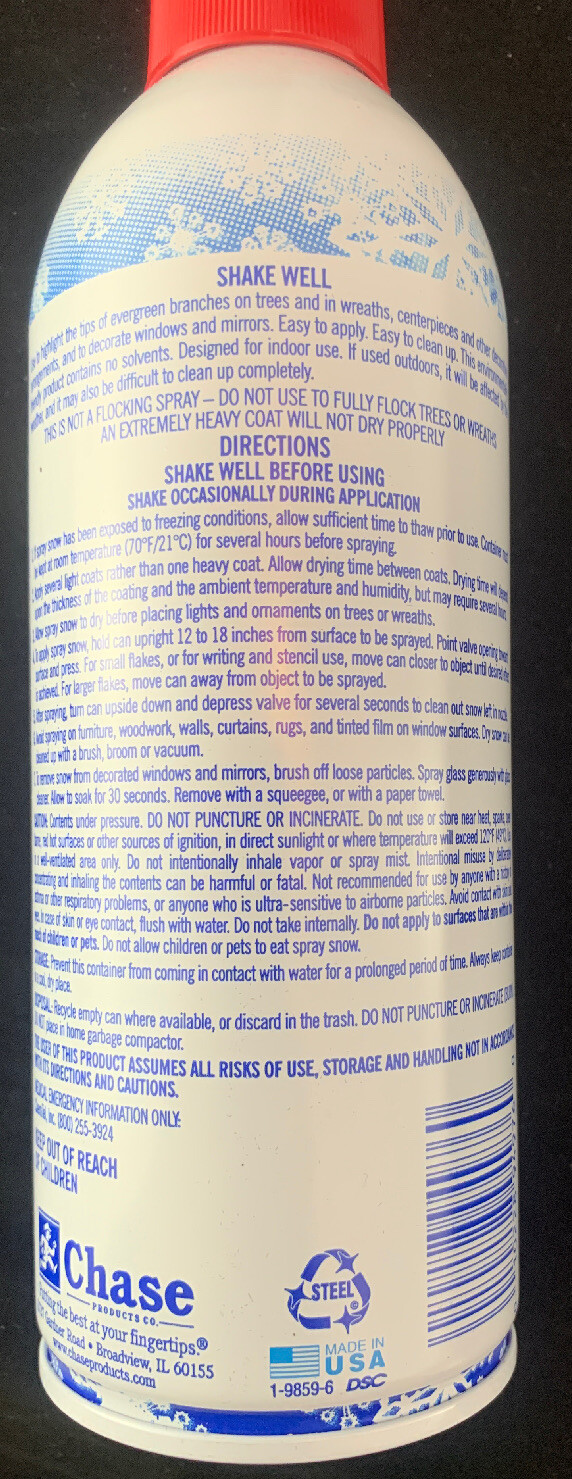 SHAKE WELL
highlight the tips of evergreen branches on trees and in wreaths, centerpieces and other
and to decorate windows and mirrors. Easy to apply. Easy to clean up. This
product contains no solvents. Designed for indoor use. If used outdoors, it will be affected
and it may also be difficult to clean up completely.
THIS IS NOT A FLOCKING SPRAY – DO NOT USE TO FULLY FLOCK TREES OR WREATHS
AN EXTREMELY HEAVY COAT WILL NOT DRY PROPERLY
DIRECTIONS
SHAKE WELL BEFORE USING
SHAKE OCCASIONALLY DURING APPLICATION
spray snow has been exposed to freezing conditions, allow sufficient time to thaw prior to use. Container
kept at room temperature (70°F/21°C) for several hours before spraying.
several light coats rather than one heavy coat. Allow drying time between coats. Drying time will
upon the thickness of the coating and the ambient temperature and humidity, but may require several hours.
Allow spray snow to dry before placing lights and ornaments on trees or wreaths.
To apply spray snow, hold can upright 12 to 18 inches from surface to be sprayed. Point valve opening
surface and press. For small flakes, or for writing and stencil use, move can closer to object until desired
is achieved. For larger flakes, move can away from object to be sprayed.
After spraying, turn can upside down and depress valve for several seconds to clean out snow left in
Avoid spraying on furniture, woodwork, walls, curtains, rugs, and tinted film on window surfaces. Dry snow can
up with a brush, broom or vacuum.
remove snow from decorated windows and mirrors, brush off loose particles. Spray glass generously with
cleaner. Allow to soak for 30 seconds. Remove with a squeegee, or with a paper towel.
Contents under pressure. DO NOT PUNCTURE OR INCINERATE. Do not use or store near heat, sparks,
red hot surfaces or other sources of ignition, in direct sunlight or where temperature will exceed 120°F (49°C).
well-ventilated area only. Do not intentionally inhale vapor or spray mist. Intentional misuse by
concentrating and inhaling the contents can be harmful or fatal. Not recommended for use by anyone with a
or other respiratory problems, or anyone who is ultra-sensitive to airborne particles. Avoid contact with
In case of skin or eye contact, flush with water. Do not take internally. Do not apply to surfaces that are within
of children or pets. Do not allow children or pets to eat spray snow.
Prevent this container from coming in contact with water for a prolonged period of time. Always keep
cool, dry place.
Recycle empty can where available, or discard in the trash. DO NOT PUNCTURE OR INCINERATE
NOT place in home garbage compactor.
USER OF THIS PRODUCT ASSUMES ALL RISKS OF USE, STORAGE AND HANDLING NOT IN
ITS DIRECTIONS AND CAUTIONS.
EMERGENCY INFORMATION ONLY:
Inc. (800) 255-3924
KEEP OUT OF REACH
OF CHILDREN
Chase
PRODUCTS CO.
the best at your fingertips.®
Road • Broadview, IL 60155
www.chaseproducts.com
STEEL
MADE IN
USA
1-9859-6 DSC